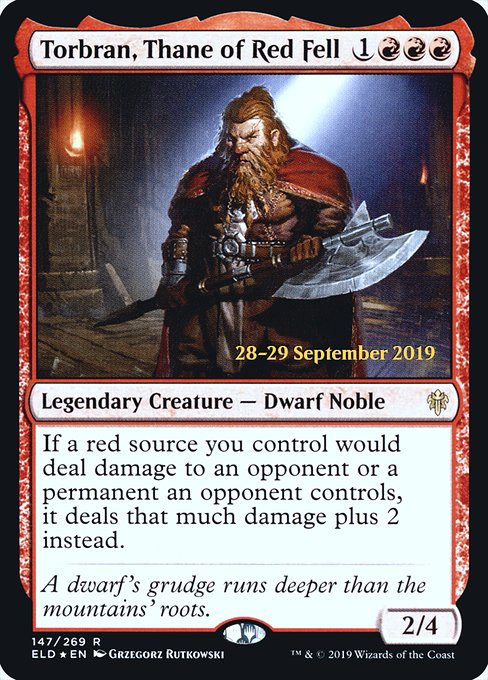 Torbran, Thane of Red Fell 1
28–29 September 2019
Legendary Creature — Dwarf Noble
If a red source you control would
deal damage to an opponent or a
permanent an opponent controls,
it deals that much damage plus 2
instead.
A dwarf's grudge runs deeper than the
mountains' roots.
2/4
147/269 R
ELD ★ EN Grzegorz Rutkowski
™ & © 2019 Wizards of the Coast